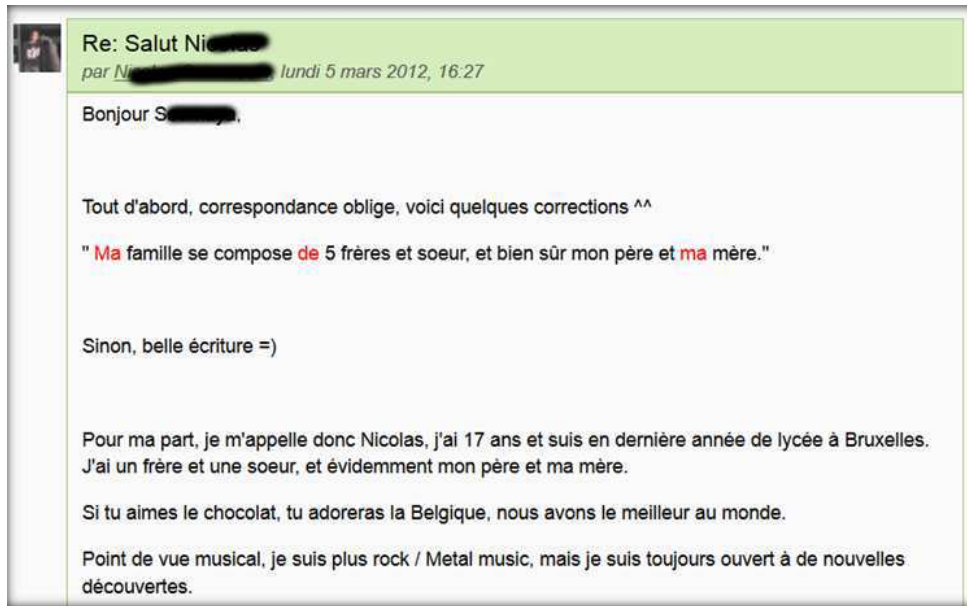 Re: Salut
par lundi 5 mars 2012, 16:27
Bonjour
Tout d'abord, correspondance oblige, voici quelques corrections ^^
" Ma famille se compose de 5 frères et soeur, et bien sûr mon père et ma mère."
Sinon, belle écriture =)
Pour ma part, je m'appelle donc Nicolas, j'ai 17 ans et suis en dernière année de lycée à Bruxelles.
J'ai un frère et une soeur, et évidemment mon père et ma mère.
Si tu aimes le chocolat, tu adoreras la Belgique, nous avons le meilleur au monde.
Point de vue musical, je suis plus rock / Metal music, mais je suis toujours ouvert à de nouvelles
découvertes.